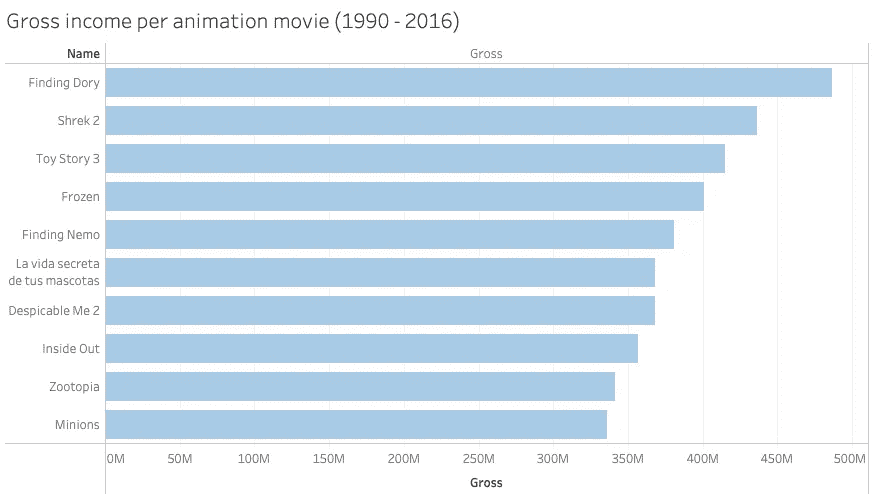 Gross income per animation movie (1990 - 2016)
Name
Gross
Finding Dory
Shrek 2
Toy Story 3
Frozen
Finding Nemo
La vida secreta
de tus mascotas
Despicable Me 2
Inside Out
Zootopia
Minions
0M 50M 100M 150M 200M 250M 300M 350M 400M 450M 500M
Gross